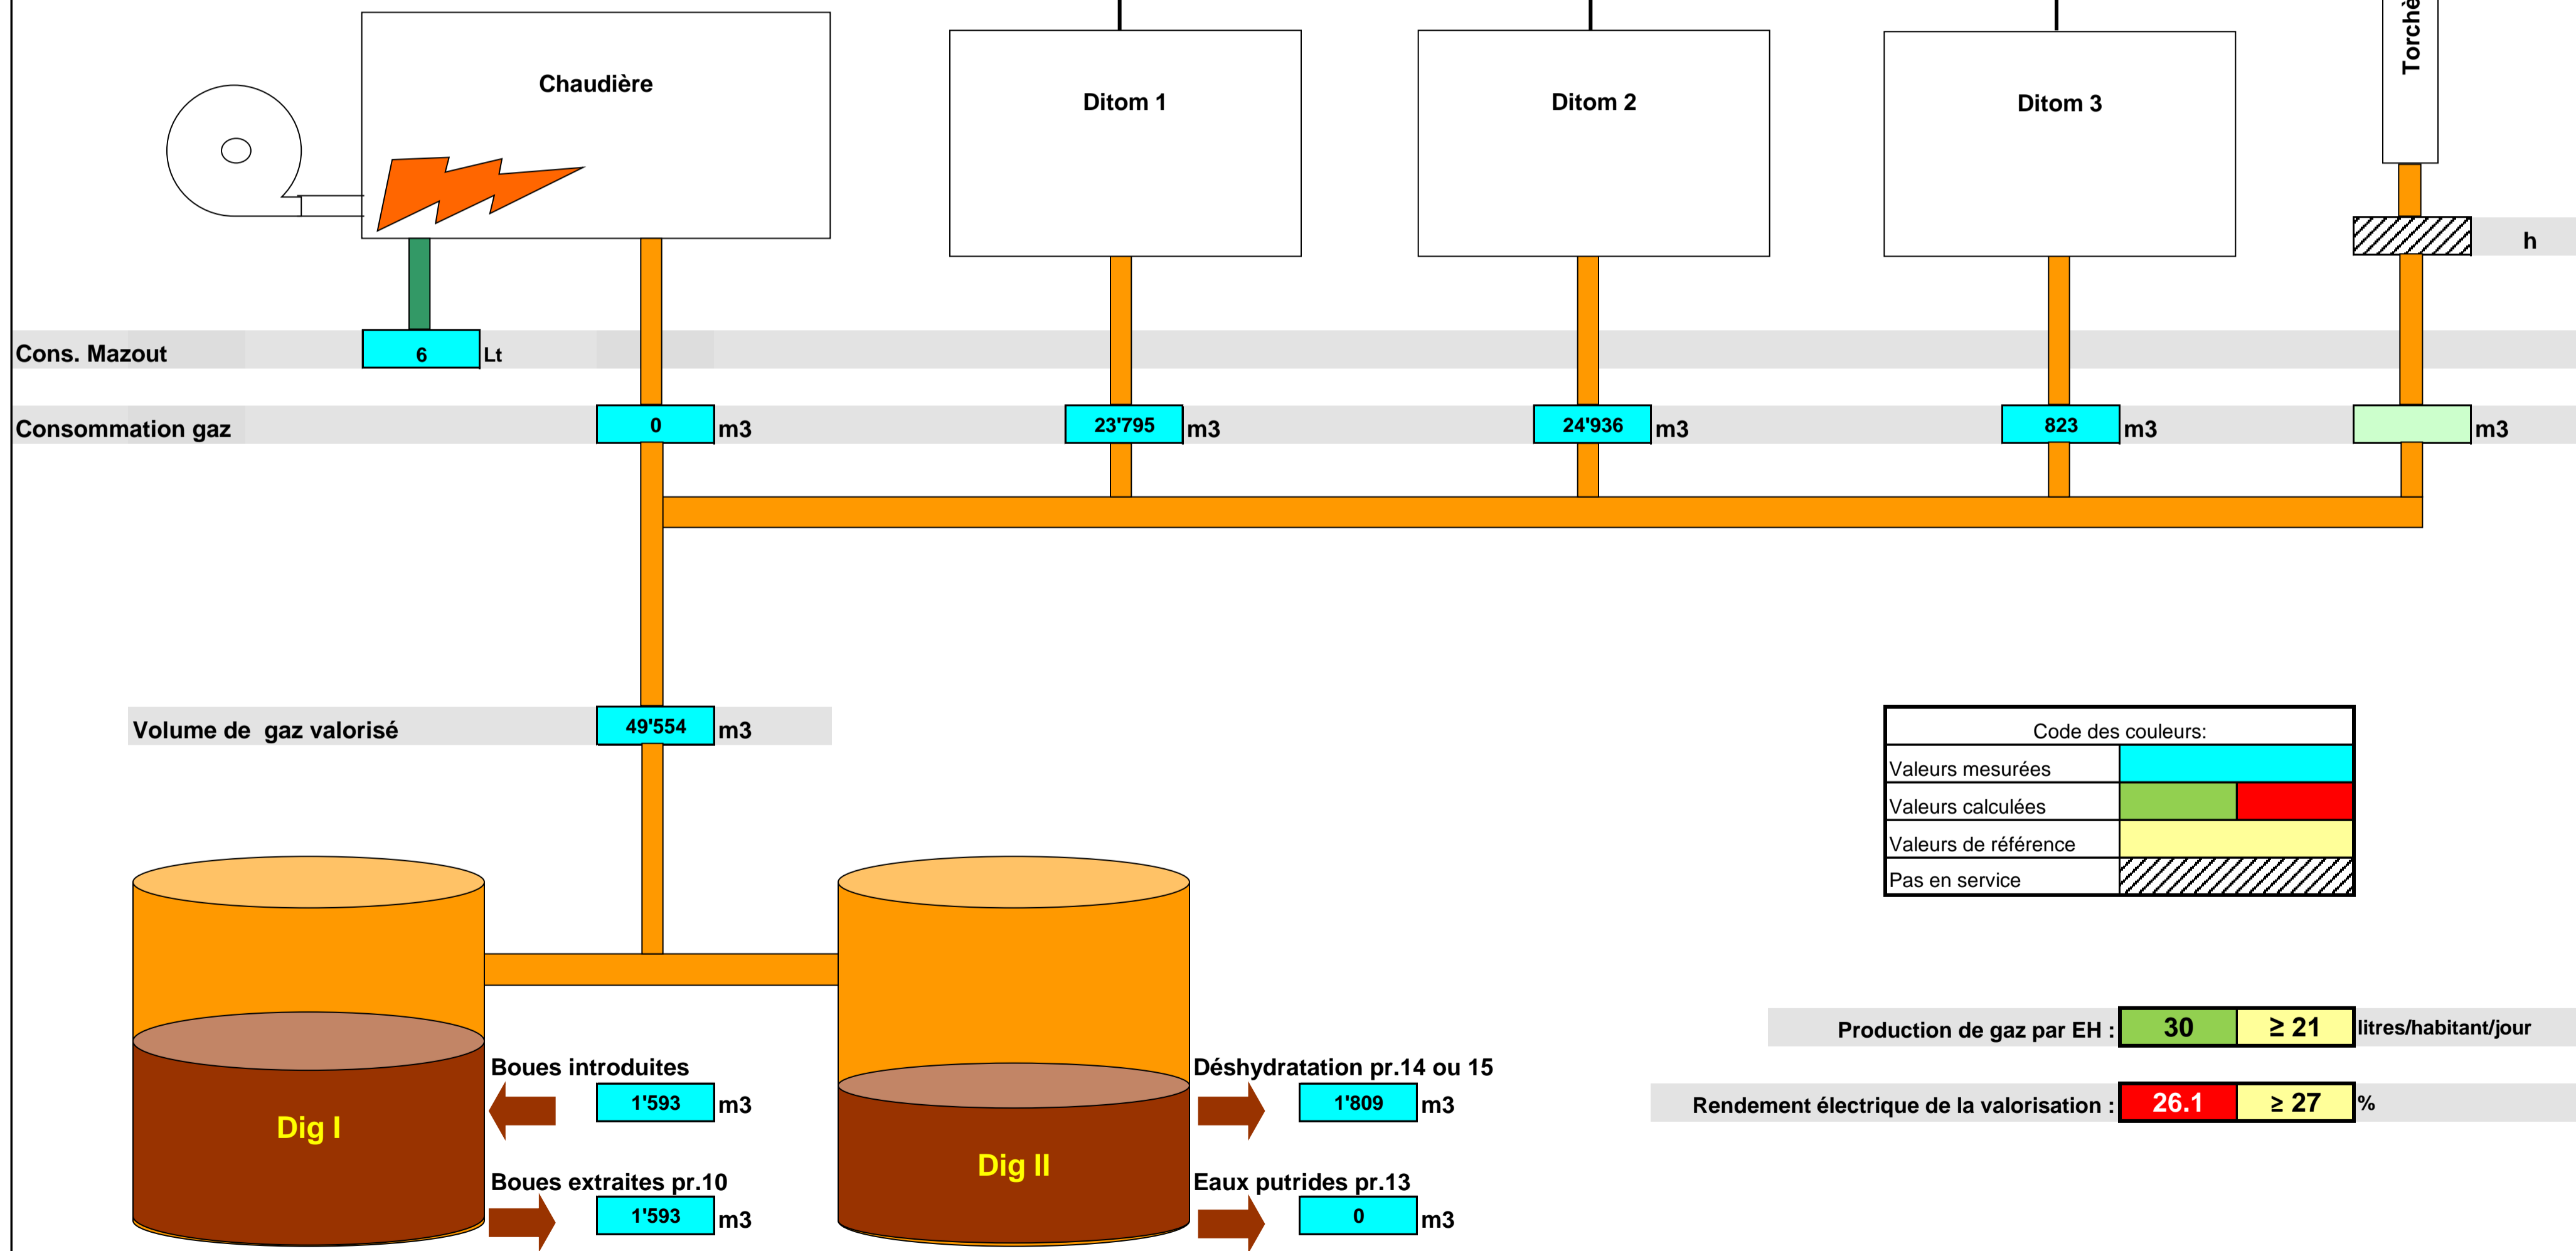 Torchè
Chaudière
Ditom 1
Ditom 2
Ditom 3
h
Cons. Mazout 6 Lt
Consommation gaz 0 m3 23'795 m3 24'936 m3 823 m3 m3
Volume de gaz valorisé 49'554 m3
Code des couleurs:
Valeurs mesurées
Valeurs calculées
Valeurs de référence
Pas en service
Production de gaz par EH : 30 ≥ 21 litres/habitant/jour
Boues introduites
1'593 m3
Déshydratation pr.14 ou 15
1'809 m3
Rendement électrique de la valorisation : 26.1 ≥ 27 %
Dig I
Dig II
Boues extraites pr.10
1'593 m3
Eaux putrides pr.13
0 m3